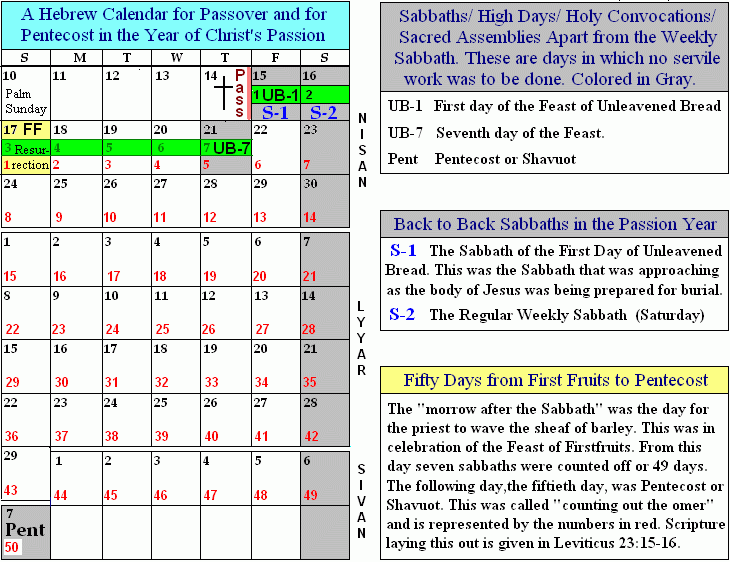 A Hebrew Calendar for Passover and for
Pentecost in the Year of Christ's Passion
S M T W T F S
10 11 12 13 14 15 16
Palm
Sunday
Pass
1 UB-1 2
S-1 S-2
17 FF 18 19 20 21 22 23
3 Resur- 4 5 6 7 UB-7
1 rection 2 3 4 5 6 7
24 25 26 27 28 29 30
8 9 10 11 12 13 14
NISAN
1 2 3 4 5 6 7
15 16 17 18 19 20 21
8 9 10 11 12 13 14
22 23 24 25 26 27 28
15 16 17 18 19 20 21
29 30 31 32 33 34 35
22 23 24 25 26 27 28
36 37 38 39 40 41 42
LYYAR
29 1 2 3 4 5 6
43 44 45 46 47 48 49
7
Pent
50
SIVAN
Sabbaths/ High Days/ Holy Convocations/
Sacred Assemblies Apart from the Weekly
Sabbath. These are days in which no servile
work was to be done. Colored in Gray.
UB-1 First day of the Feast of Unleavened Bread
UB-7 Seventh day of the Feast.
Pent Pentecost or Shavuot
Back to Back Sabbaths in the Passion Year
S-1 The Sabbath of the First Day of Unleavened
Bread. This was the Sabbath that was approaching
as the body of Jesus was being prepared for burial.
S-2 The Regular Weekly Sabbath (Saturday)
Fifty Days from First Fruits to Pentecost
The "morrow after the Sabbath" was the day for
the priest to wave the sheaf of barley. This was in
celebration of the Feast of Firstfruits. From this
day seven sabbaths were counted off or 49 days.
The following day,the fiftieth day, was Pentecost or
Shavuot. This was called "counting out the omer"
and is represented by the numbers in red. Scripture
laying this out is given in Leviticus 23:15-16.